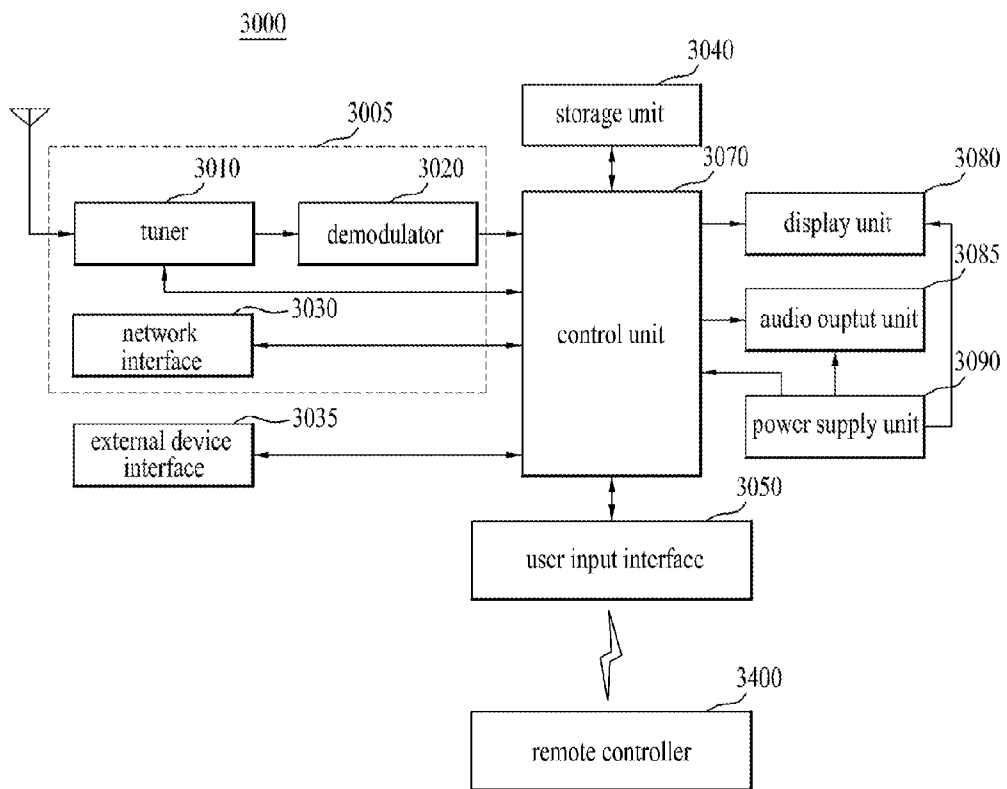 3000
3040
storage unit
3005
3010
tuner
3020
demodulator
3070
control unit
3080
display unit
3085
audio ouptut unit
3030
network
interface
3090
power supply unit
3035
external device
interface
3050
user input interface
3400
remote controller